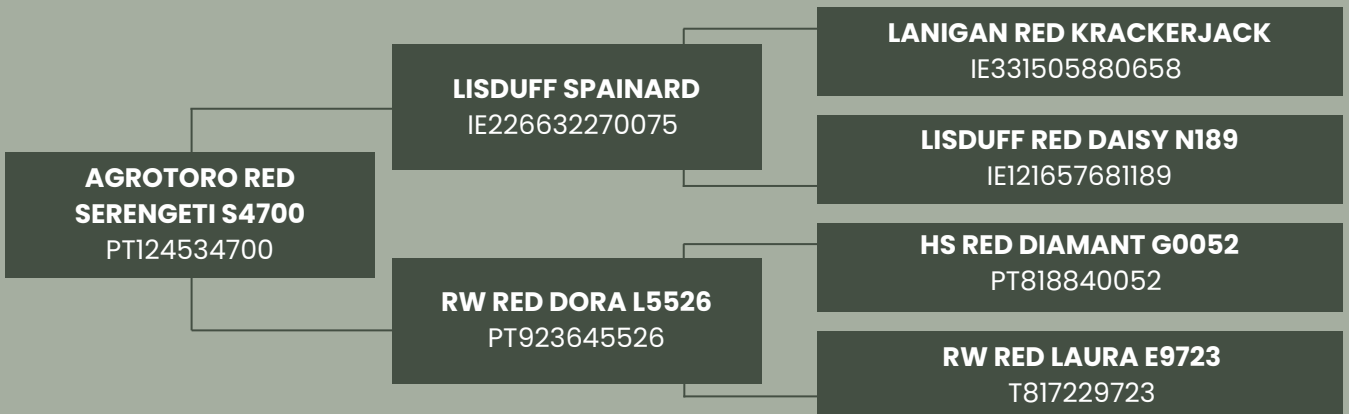 AGROTORO RED
SERENGETI S4700
PT124534700
LISDUFF SPAINARD
IE226632270075
RW RED DORA L5526
PT923645526
LANIGAN RED KRACKERJACK
IE331505880658
LISDUFF RED DAISY N189
IE121657681189
HS RED DIAMANT G0052
PT818840052
RW RED LAURA E9723
T817229723